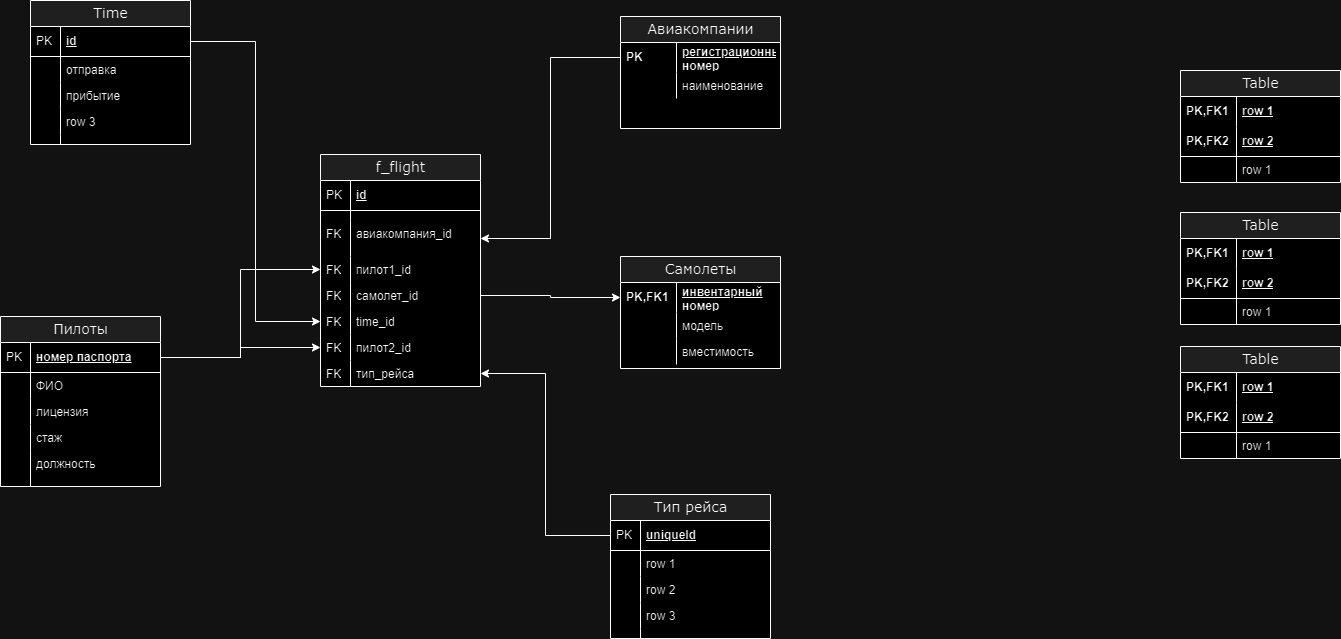 Time
PK id
отправка
прибытие
row 3
Авиакомпании
PK
номер
наименование
f_flight
PK id
FK авиакомпания_id
FK пилот1_id
FK самолет_id
FK time_id
FK пилот2_id
FK тип_рейса
Пилоты
PK номер паспорта
ФИО
лицензия
стаж
должность
Самолеты
PK,FK1 инвентарный
номер
модель
вместимость
Тип рейса
PK uniqueId
row 1
row 2
row 3
Table
PK,FK1 row 1
PK,FK2 row 2
row 1
Table
PK,FK1 row 1
PK,FK2 row 2
row 1
Table
PK,FK1 row 1
PK,FK2 row 2
row 1